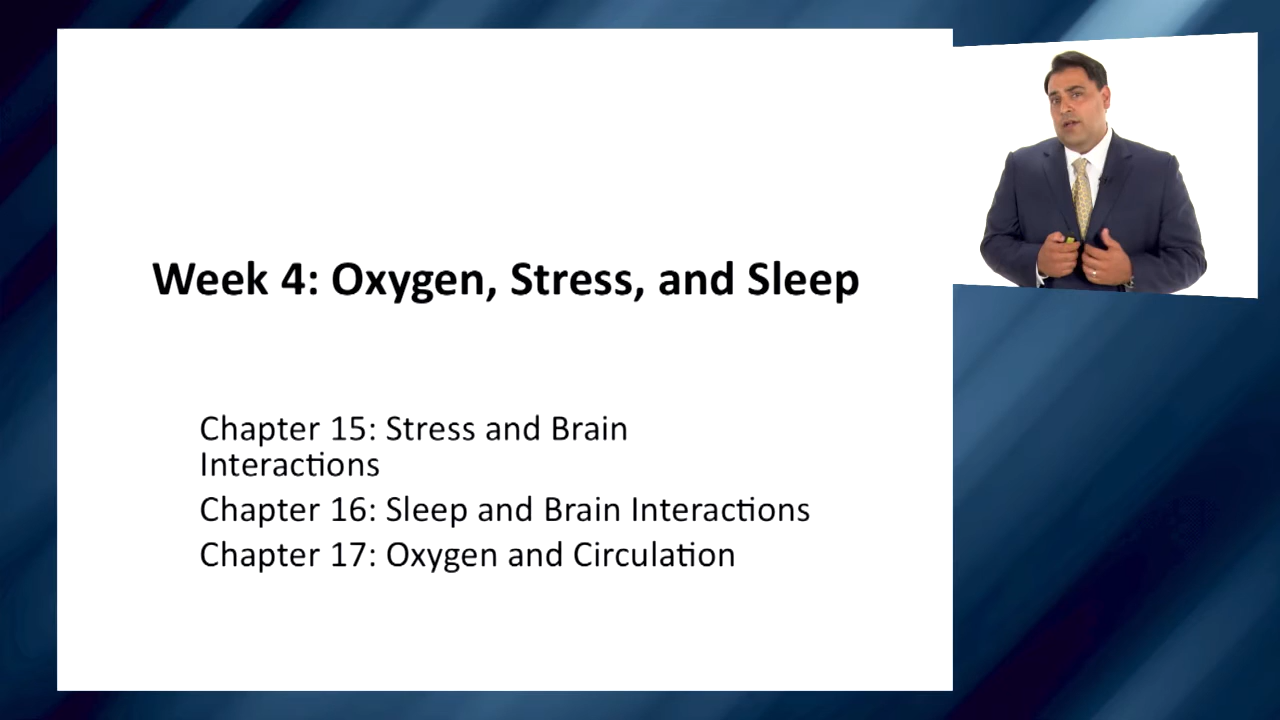 Week 4: Oxygen, Stress, and Sleep
Chapter 15: Stress and Brain
Interactions
Chapter 16: Sleep and Brain Interactions
Chapter 17: Oxygen and Circulation